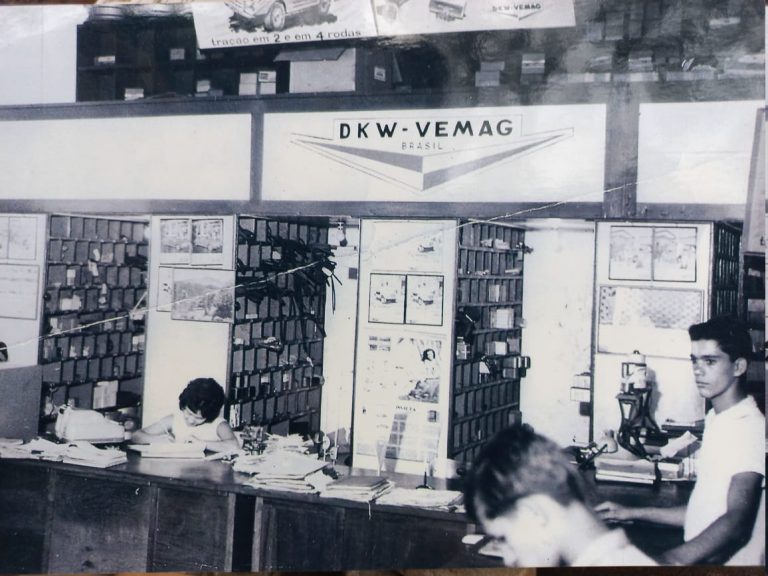 tração em 2 e em 4 rodas
DKW-VEMAG
DKW-VEMAG
BRASIL